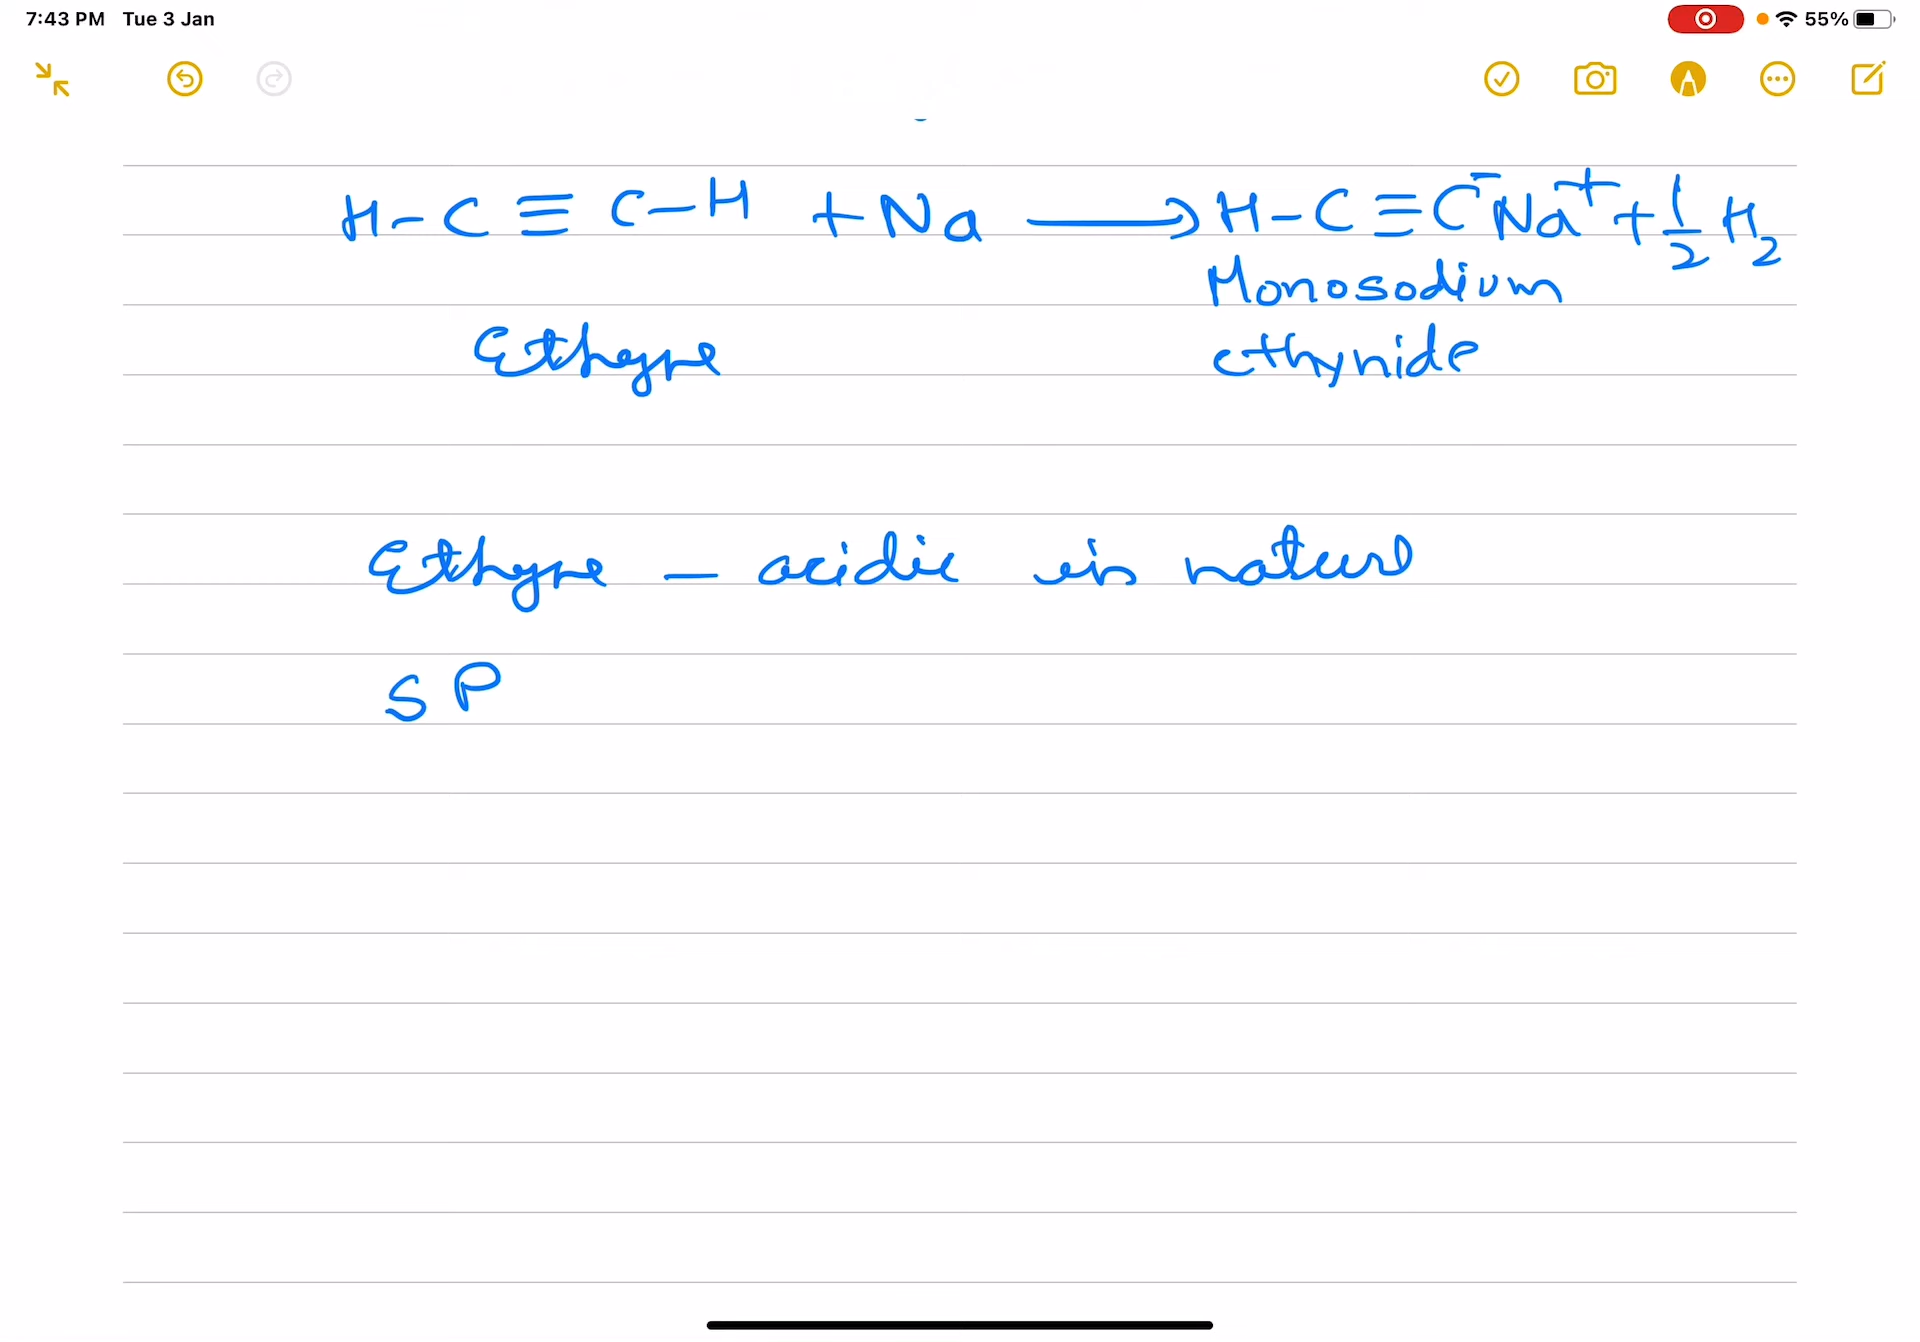 7:43 PM Tue 3 Jan 55%
H-C≡C-H + Na ⟶ H-C≡C⁻Na⁺ + 1/2 H₂
Monosodium
Ethyne ethynide
Ethyne — acidic in nature
SP